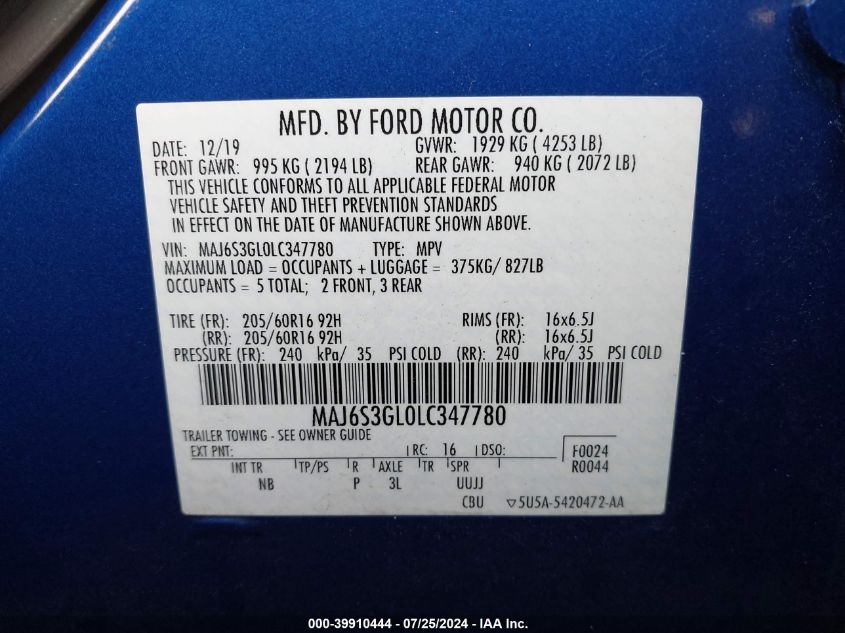 MFD. BY FORD MOTOR CO.
DATE: 12/19 GVWR: 1929 KG ( 4253 LB)
FRONT GAWR: 995 KG ( 2194 LB) REAR GAWR: 940 KG ( 2072 LB)
THIS VEHICLE CONFORMS TO ALL APPLICABLE FEDERAL MOTOR
VEHICLE SAFETY AND THEFT PREVENTION STANDARDS
IN EFFECT ON THE DATE OF MANUFACTURE SHOWN ABOVE.
VIN: MAJ6S3GL0LC347780 TYPE: MPV
MAXIMUM LOAD = OCCUPANTS + LUGGAGE = 375KG/ 827LB
OCCUPANTS = 5 TOTAL; 2 FRONT, 3 REAR
TIRE (FR): 205/60R16 92H RIMS (FR): 16x6.5J
(RR): 205/60R16 92H (RR): 16x6.5J
PRESSURE (FR): 240 kPa/ 35 PSI COLD (RR): 240 kPa/ 35 PSI COLD
MAJ6S3GL0LC347780
TRAILER TOWING - SEE OWNER GUIDE
EXT PNT: RC: 16 DSO: F0024
R0044
INT TR TP/PS R AXLE TR SPR
NB P 3L UUJJ
CBU ▽5U5A-5420472-AA
000-39910444 - 07/25/2024 - IAA Inc.